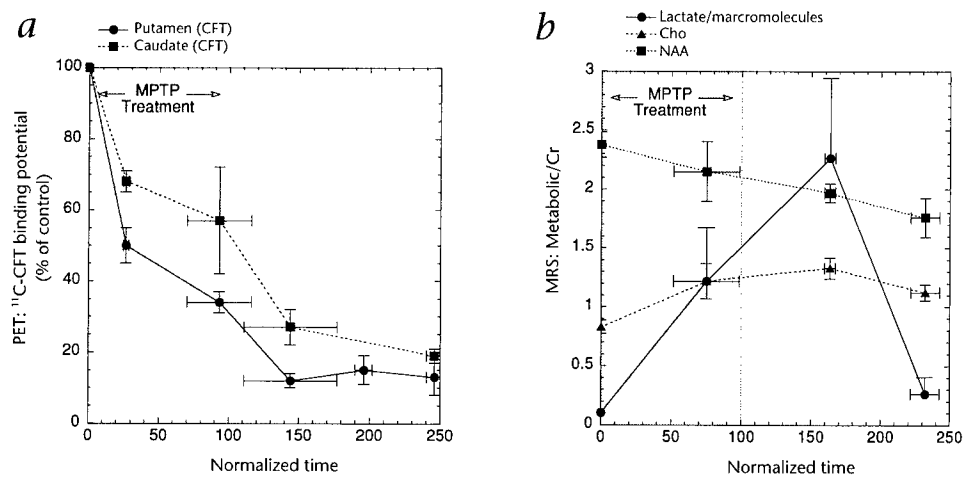 a
Putamen (CFT)
Caudate (CFT)
100
80
60
40
20
0
MPTP
Treatment
PET: ¹¹C-CFT binding potential
(% of control)
0 50 100 150 200 250
Normalized time
b
Lactate/marcromolecules
Cho
NAA
3
2.5
2
1.5
1
0.5
0
MPTP
Treatment
MRS: Metabolic/Cr
0 50 100 150 200 250
Normalized time